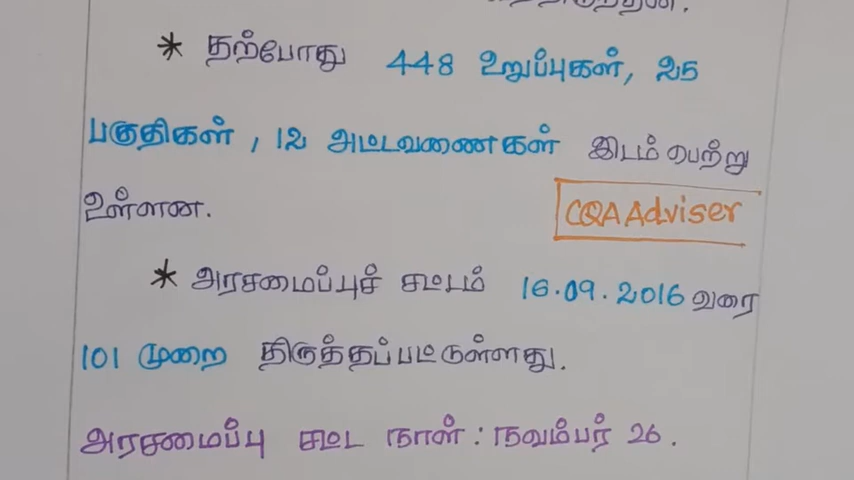 * தற்போது 448 உறுப்புகள், 25
பகுதிகள், 12 அட்டவணைகள் இடம்பெற்று
உள்ளன.
CQA Adviser
* அரசமைப்புச் சட்டம் 16.09.2016 வரை
101 முறை திருத்தப்பட்டுள்ளது.
அரசமைப்பு சட்ட நாள் : நவம்பர் 26.